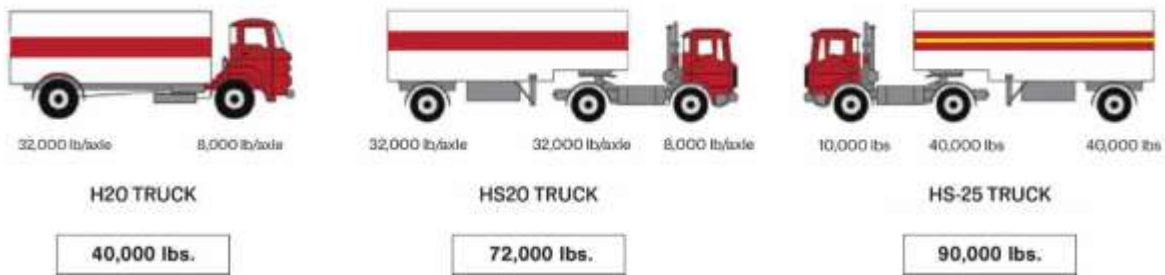 32,000 lb/axle 8,000 lb/axle 32,000 lb/axle 32,000 lb/axle 8,000 lb/axle 10,000 lbs 40,000 lbs 40,000 lbs
H20 TRUCK HS20 TRUCK HS-25 TRUCK
40,000 lbs. 72,000 lbs. 90,000 lbs.